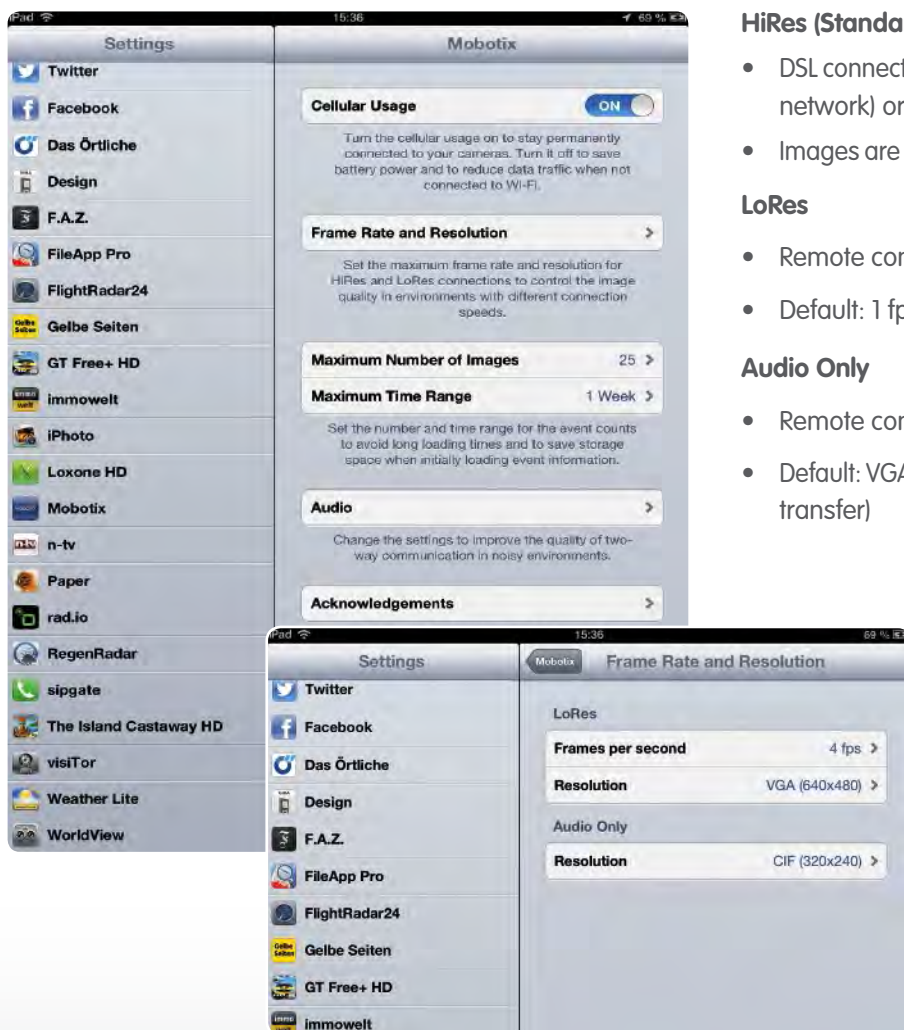 iPad 15:36 69 %
Settings
Twitter
Facebook
Das Örtliche
Design
F.A.Z.
FileApp Pro
FlightRadar24
Gelbe Seiten
GT Free+ HD
immowelt
iPhoto
Loxone HD
Mobotix
n-tv
Paper
rad.io
RegenRadar
sipgate
The Island Castaway HD
visiTor
Weather Lite
WorldView
Mobotix
Cellular Usage ON
Turn the cellular usage on to stay permanently
connected to your cameras. Turn it off to save
battery power and to reduce data traffic when not
connected to Wi-Fi.
Frame Rate and Resolution
Set the maximum frame rate and resolution for
HiRes and LoRes connections to control the image
quality in environments with different connection
speeds.
Maximum Number of Images 25
Maximum Time Range 1 Week
Set the number and time range for the event counts
to avoid long loading times and to save storage
space when initially loading event information.
Audio
Change the settings to improve the quality of two-
way communication in noisy environments.
Acknowledgements
iPad 15:36 69 %
Settings
Twitter
Facebook
Das Örtliche
Design
F.A.Z.
FileApp Pro
FlightRadar24
Gelbe Seiten
GT Free+ HD
immowelt
Mobotix Frame Rate and Resolution
LoRes
Frames per second 4 fps
Resolution VGA (640x480)
Audio Only
Resolution CIF (320x240)
HiRes (Standa
• DSL connect
network) or
• Images are
LoRes
• Remote con
• Default: 1 fp
Audio Only
• Remote con
• Default: VGA
transfer)